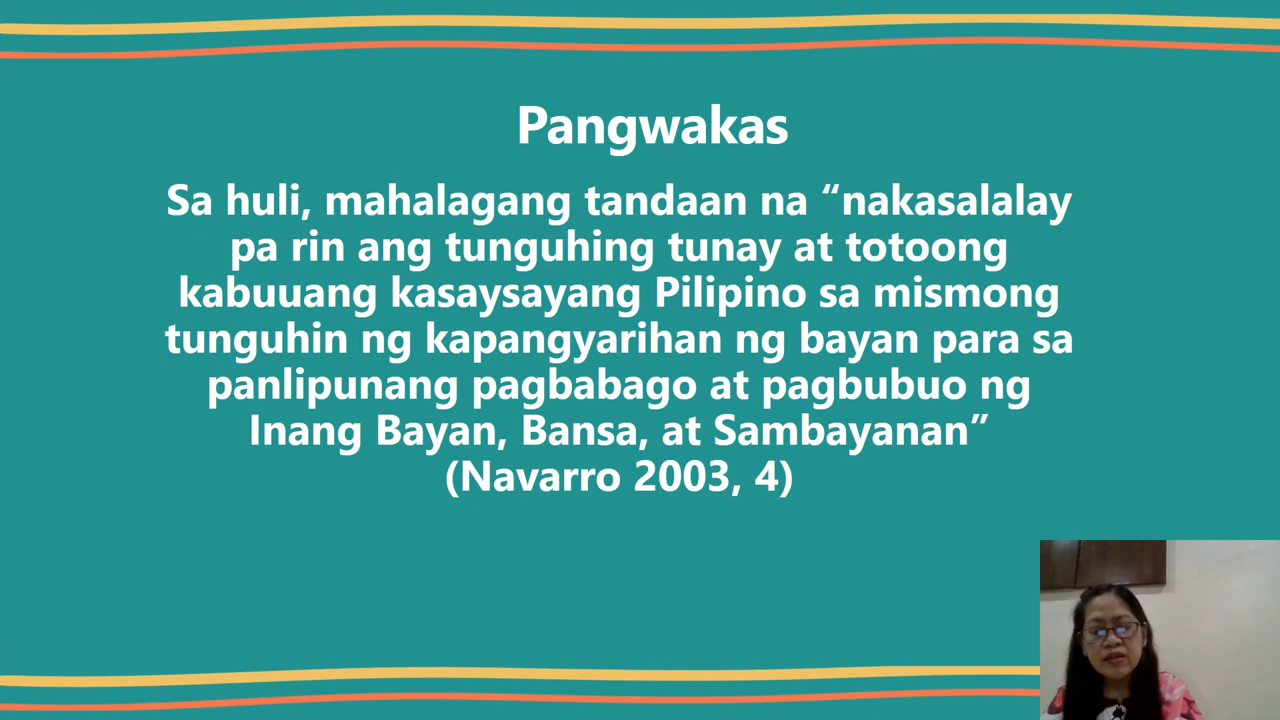 Pangwakas
Sa huli, mahalagang tandaan na “nakasalalay
pa rin ang tunguhing tunay at totoong
kabuuang kasaysayang Pilipino sa mismong
tunguhin ng kapangyarihan ng bayan para sa
panlipunang pagbabago at pagbubuo ng
Inang Bayan, Bansa, at Sambayanan”
(Navarro 2003, 4)